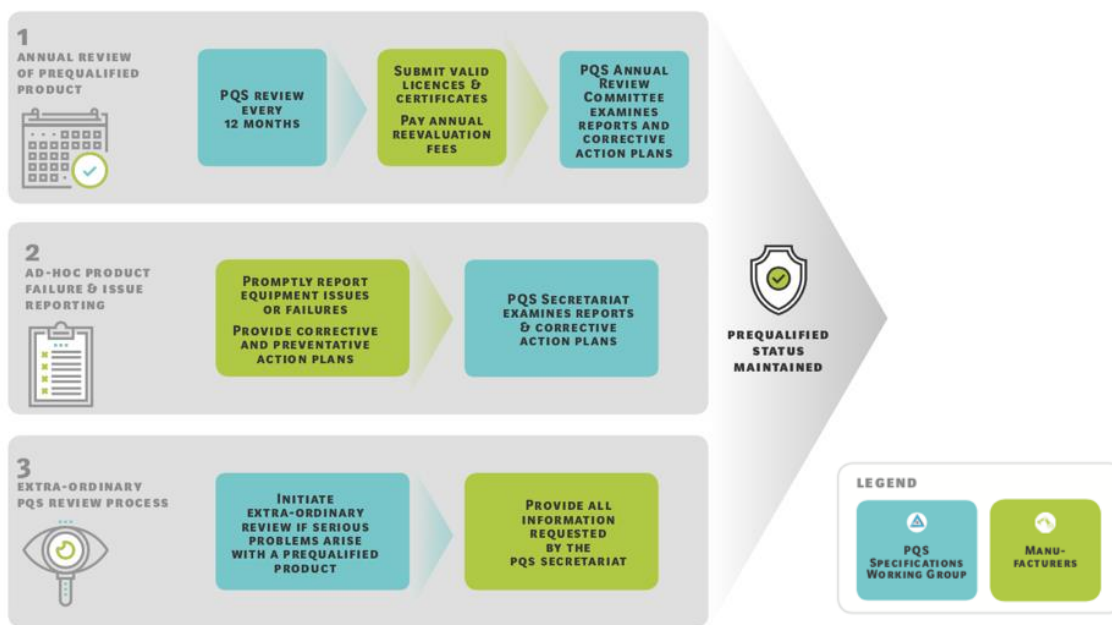 1
ANNUAL REVIEW
OF PREQUALIFIED
PRODUCT
PQS REVIEW
EVERY
12 MONTHS
SUBMIT VALID
LICENCES &
CERTIFICATES
PAY ANNUAL
REEVALUATION
FEES
PQS ANNUAL
REVIEW
COMMITTEE
EXAMINES
REPORTS AND
CORRECTIVE
ACTION PLANS
2
AD-HOC PRODUCT
FAILURE & ISSUE
REPORTING
PROMPTLY REPORT
EQUIPMENT ISSUES
OR FAILURES
PROVIDE CORRECTIVE
AND PREVENTATIVE
ACTION PLANS
PQS SECRETARIAT
EXAMINES REPORTS
& CORRECTIVE
ACTION PLANS
3
EXTRA-ORDINARY
PQS REVIEW PROCESS
INITIATE
EXTRA-ORDINARY
REVIEW IF SERIOUS
PROBLEMS ARISE
WITH A PREQUALIFIED
PRODUCT
PROVIDE ALL
INFORMATION
REQUESTED
BY THE
PQS SECRETARIAT
PREQUALIFIED
STATUS
MAINTAINED
LEGEND
PQS
SPECIFICATIONS
WORKING GROUP
MANU-
FACTURERS